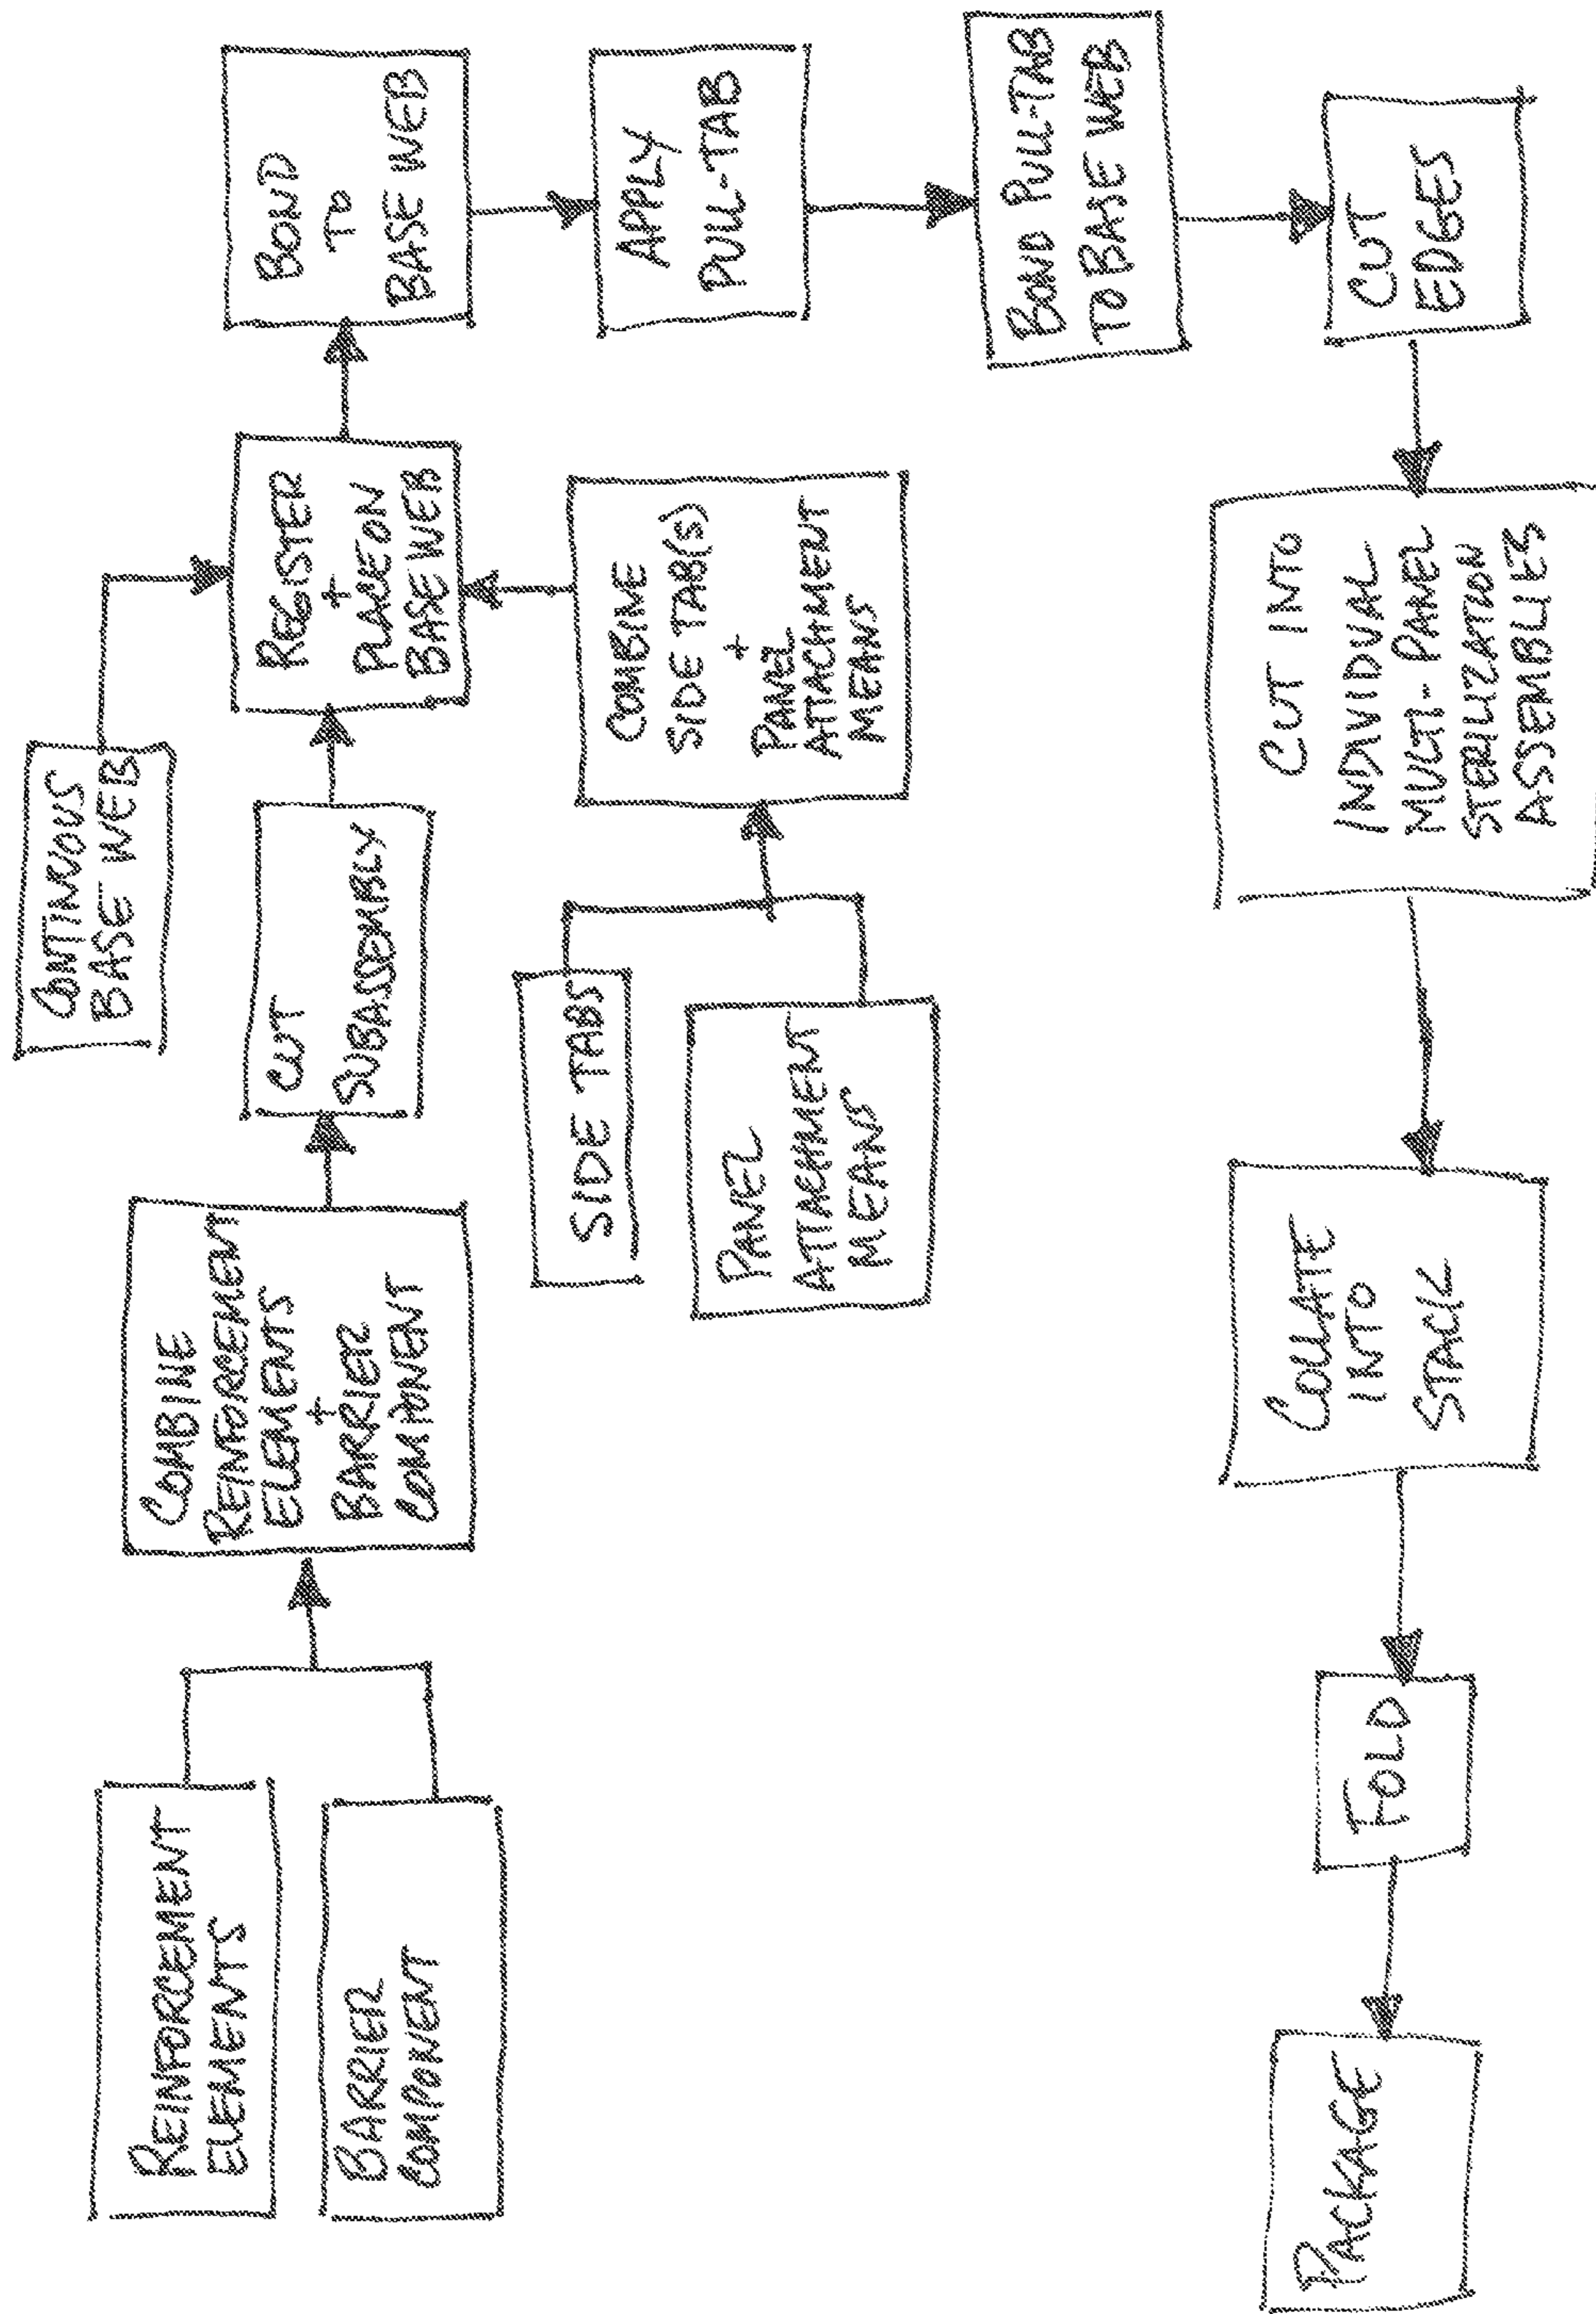 REINFORCEMENT
ELEMENTS
BARRIER
COMPONENT
COMBINE
REINFORCEMENT
ELEMENTS
+
BARRIER
COMPONENT
CUT
SUBASSEMBLY
CONTINUOUS
BASE WEB
SIDE TABS
PANEL
ATTACHMENT
MEANS
COMBINE
SIDE TAB(S)
+
PANEL
ATTACHMENT
MEANS
REGISTER
+
PLACE ON
BASE WEB
BOND
TO
BASE WEB
APPLY
PULL-TAB
BOND PULL-TAB
TO BASE WEB
CUT
EDGES
CUT INTO
INDIVIDUAL
MULTI-PANEL
STERILIZATION
ASSEMBLIES
COLLATE
INTO
STACK
FOLD
PACKAGE